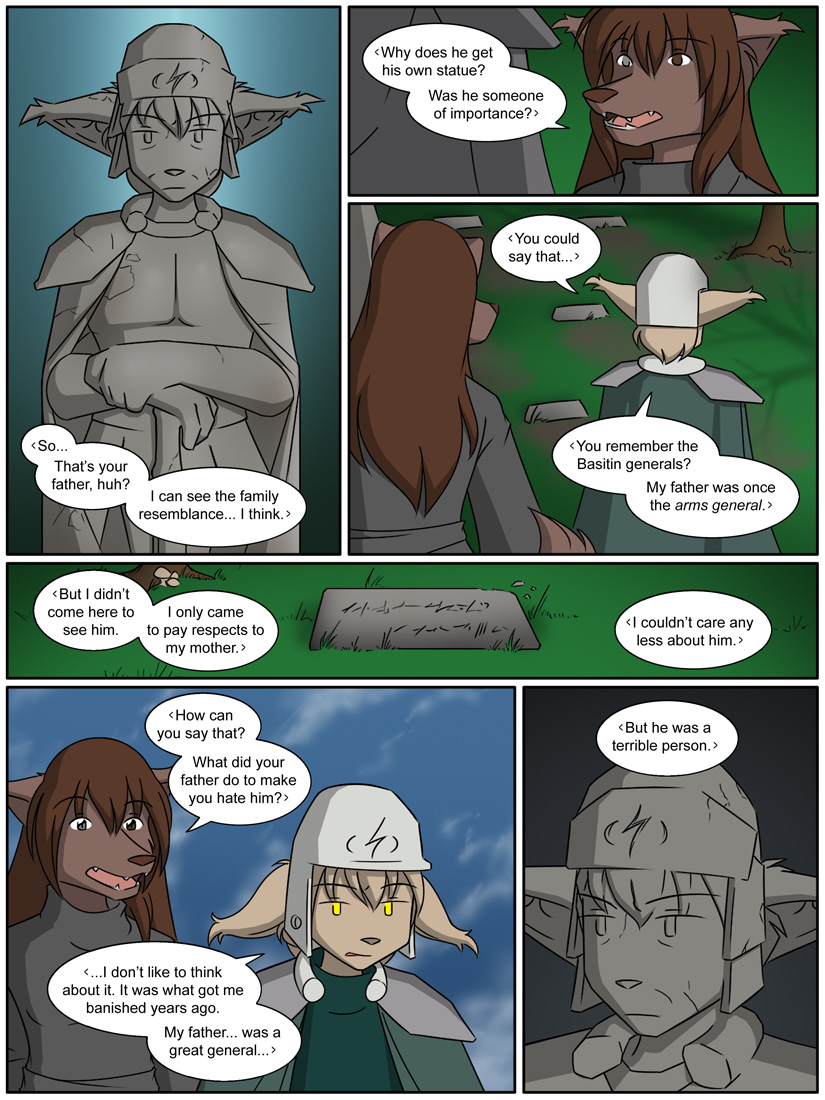 ‹So...
That's your
father, huh?
I can see the family
resemblance... I think.›
‹Why does he get
his own statue?
Was he someone
of importance?›
‹You could
say that...›
‹You remember the
Basitin generals?
My father was once
the arms general.›
‹But I didn't
come here to
see him.
I only came
to pay respects to
my mother.›
‹I couldn't care any
less about him.›
‹How can
you say that?
What did your
father do to make
you hate him?›
‹...I don't like to think
about it. It was what got me
banished years ago.
My father... was a
great general...›
‹But he was a
terrible person.›